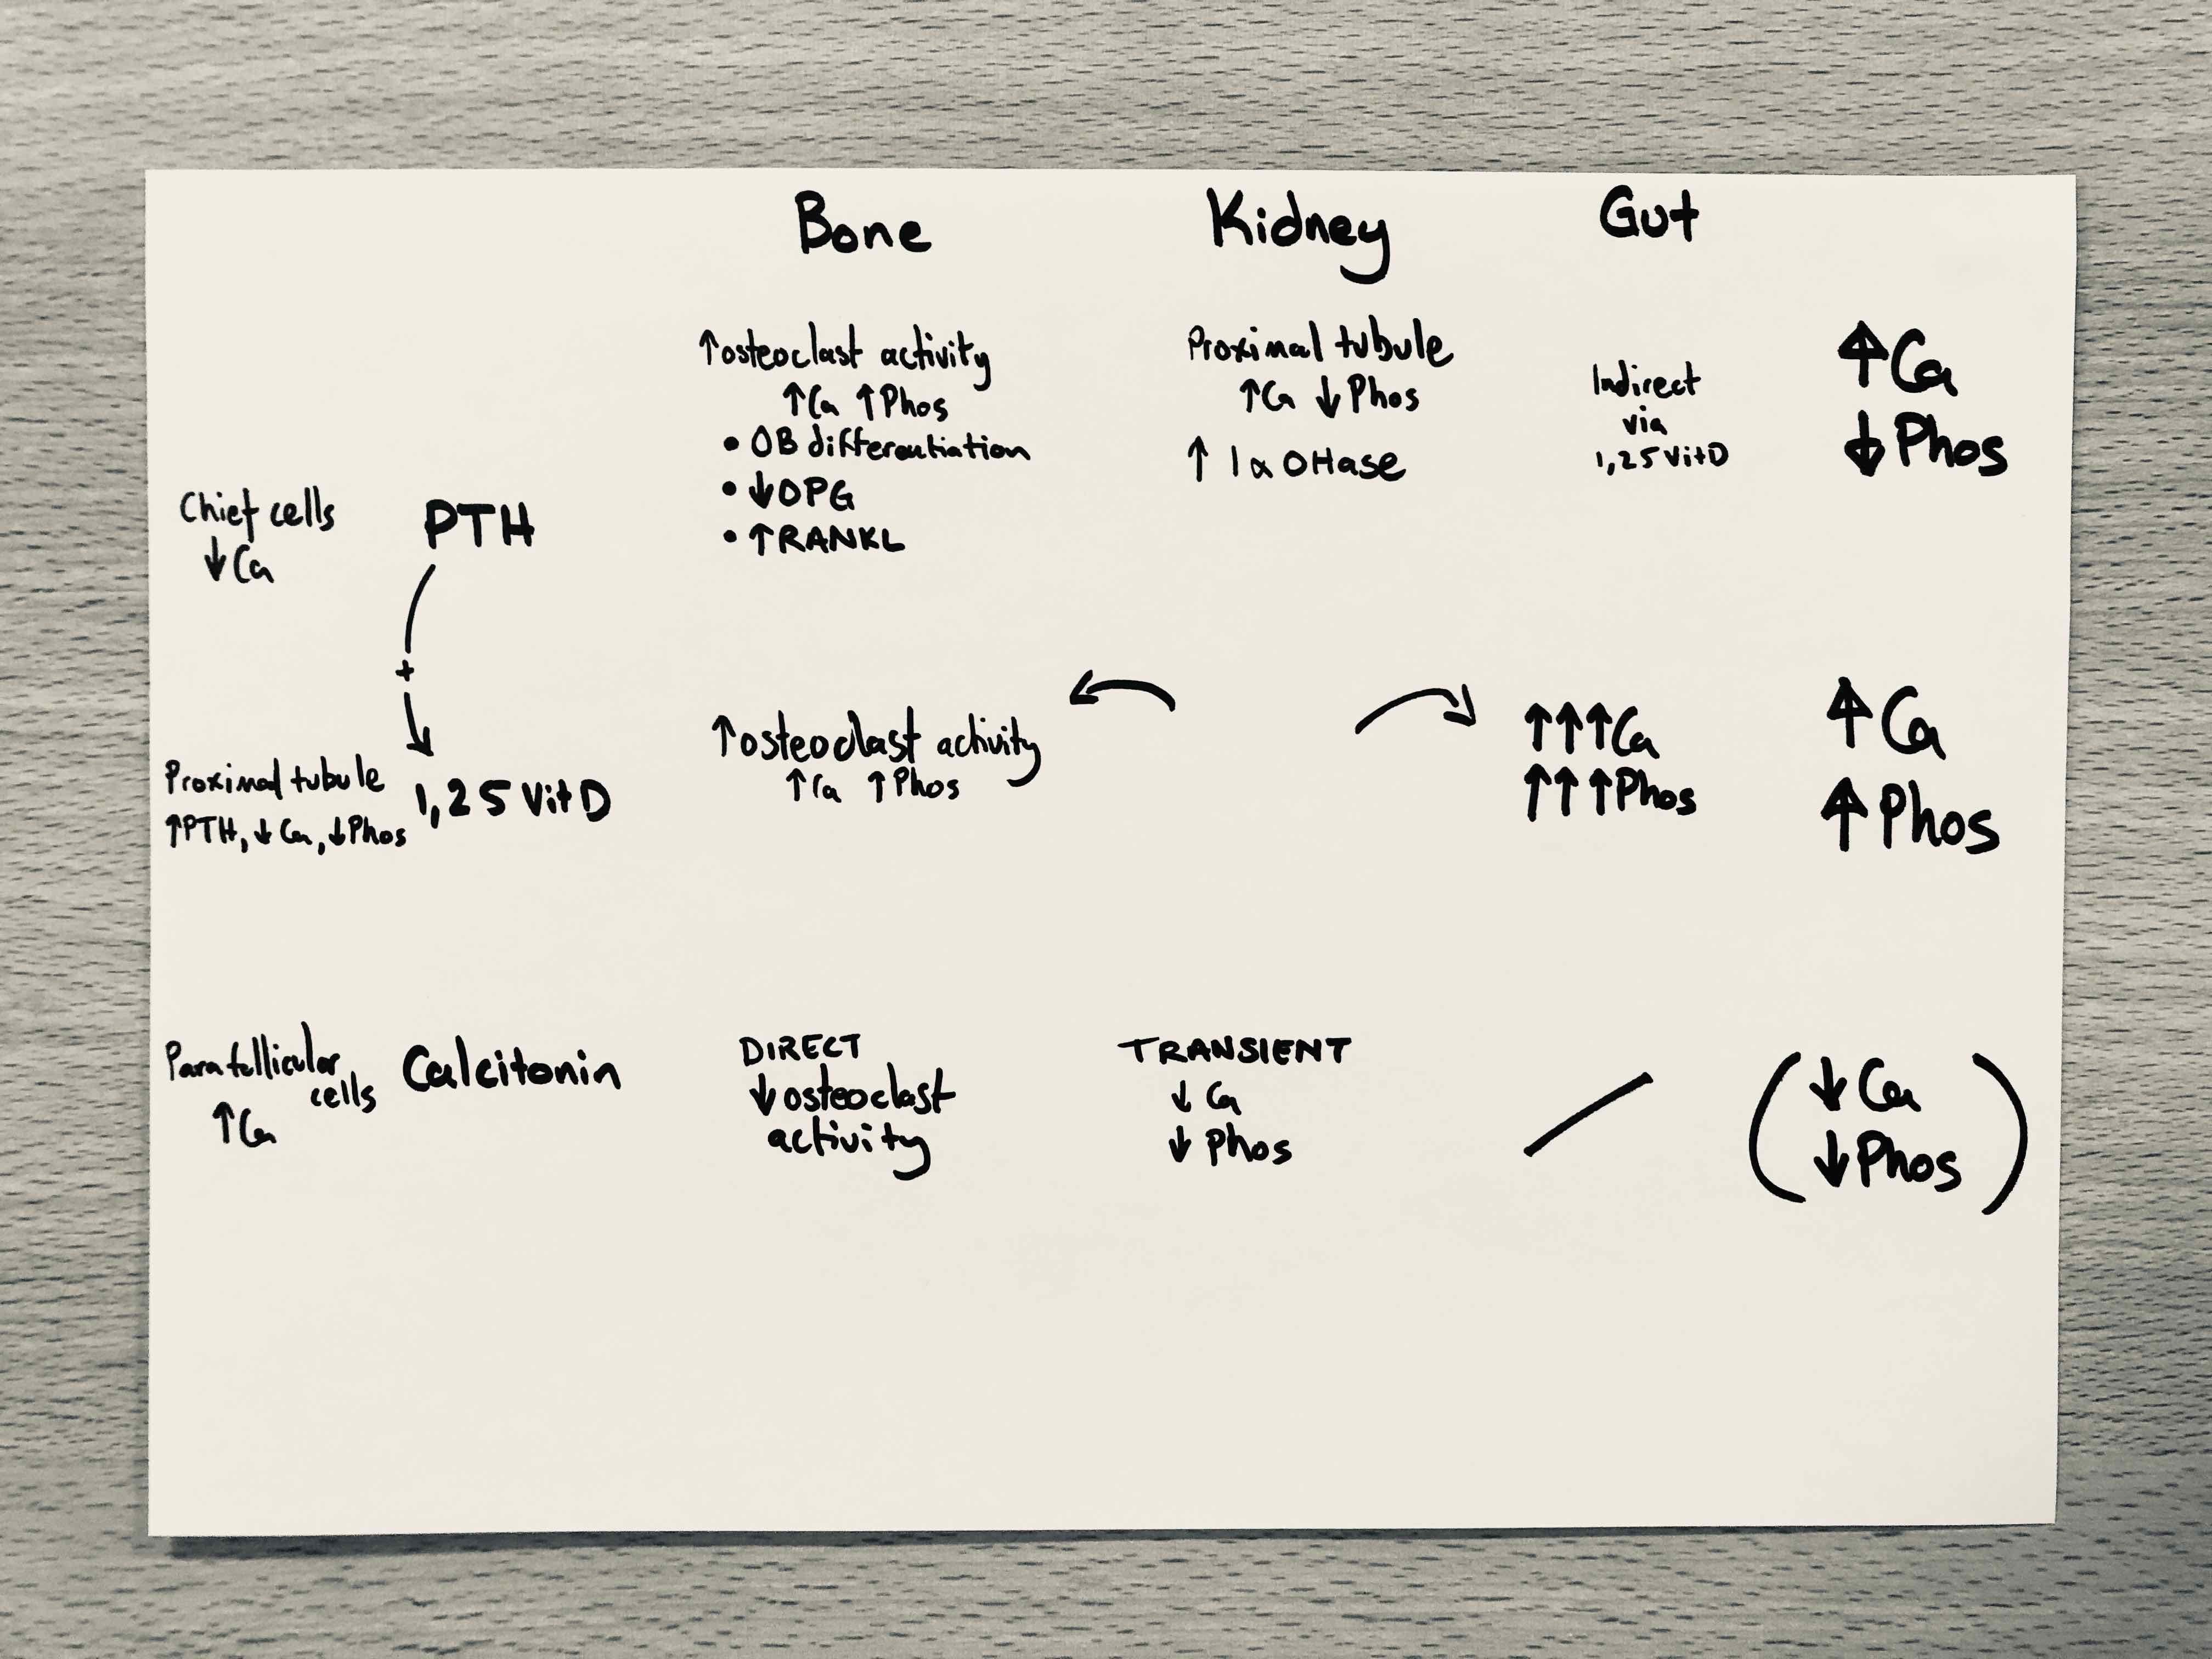 Bone Kidney Gut
↑osteoclast activity
↑Ca ↑Phos
• OB differentiation
• ↓OPG
• ↑RANKL
Proximal tubule
↑Ca ↓Phos
↑ 1α OHase
Indirect
via
1,25 VitD
↑Ca
↓Phos
Chief cells
↓Ca
PTH
+
Proximal tubule
↑PTH, ↓Ca, ↓Phos
1,25 VitD
↑osteoclast activity
↑Ca ↑Phos
↑↑↑Ca
↑↑↑Phos
↑Ca
↑Phos
Parafollicular
cells
↑Ca
Calcitonin
DIRECT
↓osteoclast
activity
TRANSIENT
↓ Ca
↓ Phos
(↓Ca
↓Phos)